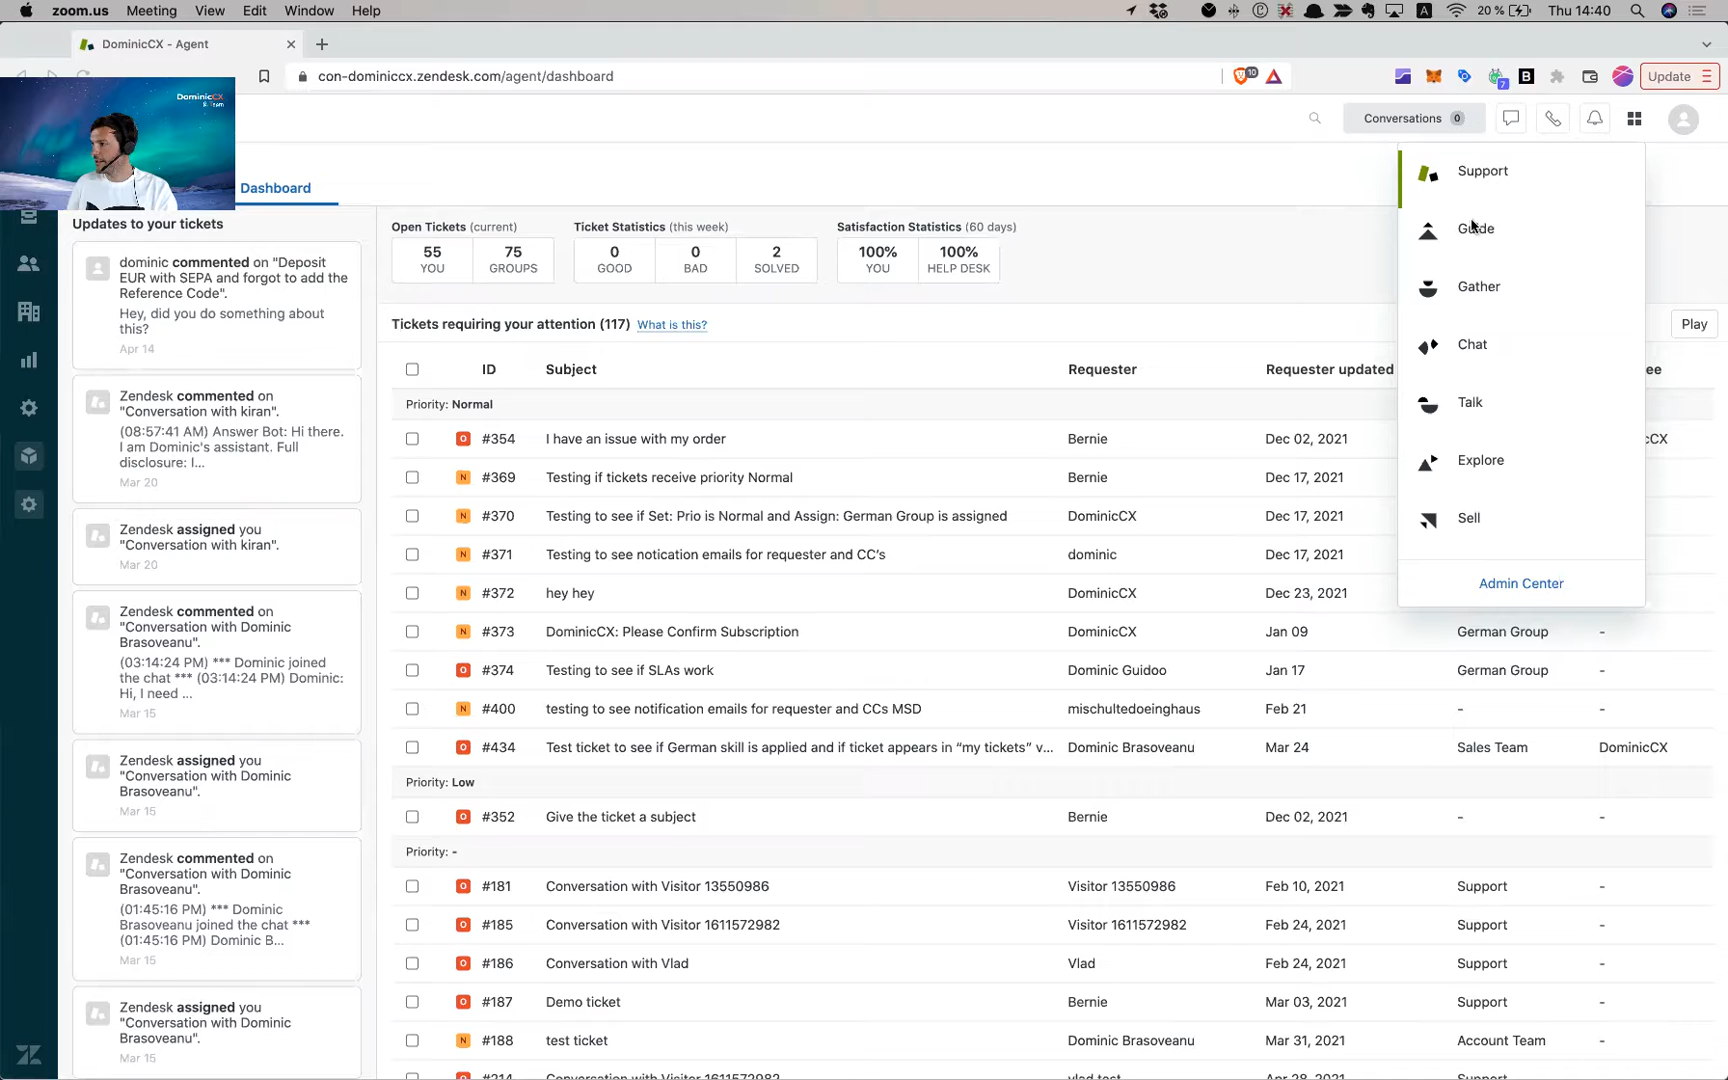 zoom.us Meeting View Edit Window Help
20 % Thu 14:40
DominicCX - Agent
con-dominiccx.zendesk.com/agent/dashboard
10
7
B
Update
DominicCX
& Team
Conversations 0
Dashboard
Support
Guide
Gather
Chat
Talk
Explore
Sell
Admin Center
Updates to your tickets
dominic commented on "Deposit
EUR with SEPA and forgot to add the
Reference Code".
Hey, did you do something about
this?
Apr 14
Zendesk commented on
"Conversation with kiran".
(08:57:41 AM) Answer Bot: Hi there.
I am Dominic's assistant. Full
disclosure: I...
Mar 20
Zendesk assigned you
"Conversation with kiran".
Mar 20
Zendesk commented on
"Conversation with Dominic
Brasoveanu".
(03:14:24 PM) *** Dominic joined
the chat *** (03:14:24 PM) Dominic:
Hi, I need ...
Mar 15
Zendesk assigned you
"Conversation with Dominic
Brasoveanu".
Mar 15
Zendesk commented on
"Conversation with Dominic
Brasoveanu".
(01:45:16 PM) *** Dominic
Brasoveanu joined the chat ***
(01:45:16 PM) Dominic B...
Mar 15
Zendesk assigned you
"Conversation with Dominic
Brasoveanu".
Mar 15
Open Tickets (current) Ticket Statistics (this week) Satisfaction Statistics (60 days)
55 75 0 0 2 100% 100%
YOU GROUPS GOOD BAD SOLVED YOU HELP DESK
Tickets requiring your attention (117) What is this? Play
ID Subject Requester Requester updated ee
Priority: Normal
O #354 I have an issue with my order Bernie Dec 02, 2021 cCX
N #369 Testing if tickets receive priority Normal Bernie Dec 17, 2021
N #370 Testing to see if Set: Prio is Normal and Assign: German Group is assigned DominicCX Dec 17, 2021
N #371 Testing to see notication emails for requester and CC's dominic Dec 17, 2021
N #372 hey hey DominicCX Dec 23, 2021
N #373 DominicCX: Please Confirm Subscription DominicCX Jan 09 German Group -
O #374 Testing to see if SLAs work Dominic Guidoo Jan 17 German Group -
N #400 testing to see notification emails for requester and CCs MSD mischultedoeinghaus Feb 21 - -
O #434 Test ticket to see if German skill is applied and if ticket appears in "my tickets" v... Dominic Brasoveanu Mar 24 Sales Team DominicCX
Priority: Low
O #352 Give the ticket a subject Bernie Dec 02, 2021 - -
Priority: -
O #181 Conversation with Visitor 13550986 Visitor 13550986 Feb 10, 2021 Support -
O #185 Conversation with Visitor 1611572982 Visitor 1611572982 Feb 24, 2021 Support -
O #186 Conversation with Vlad Vlad Feb 24, 2021 Support -
O #187 Demo ticket Bernie Mar 03, 2021 Support -
N #188 test ticket Dominic Brasoveanu Mar 31, 2021 Account Team -
#214 Conversation with Visitor 1611572982 vlad test Apr 28, 2021 Support